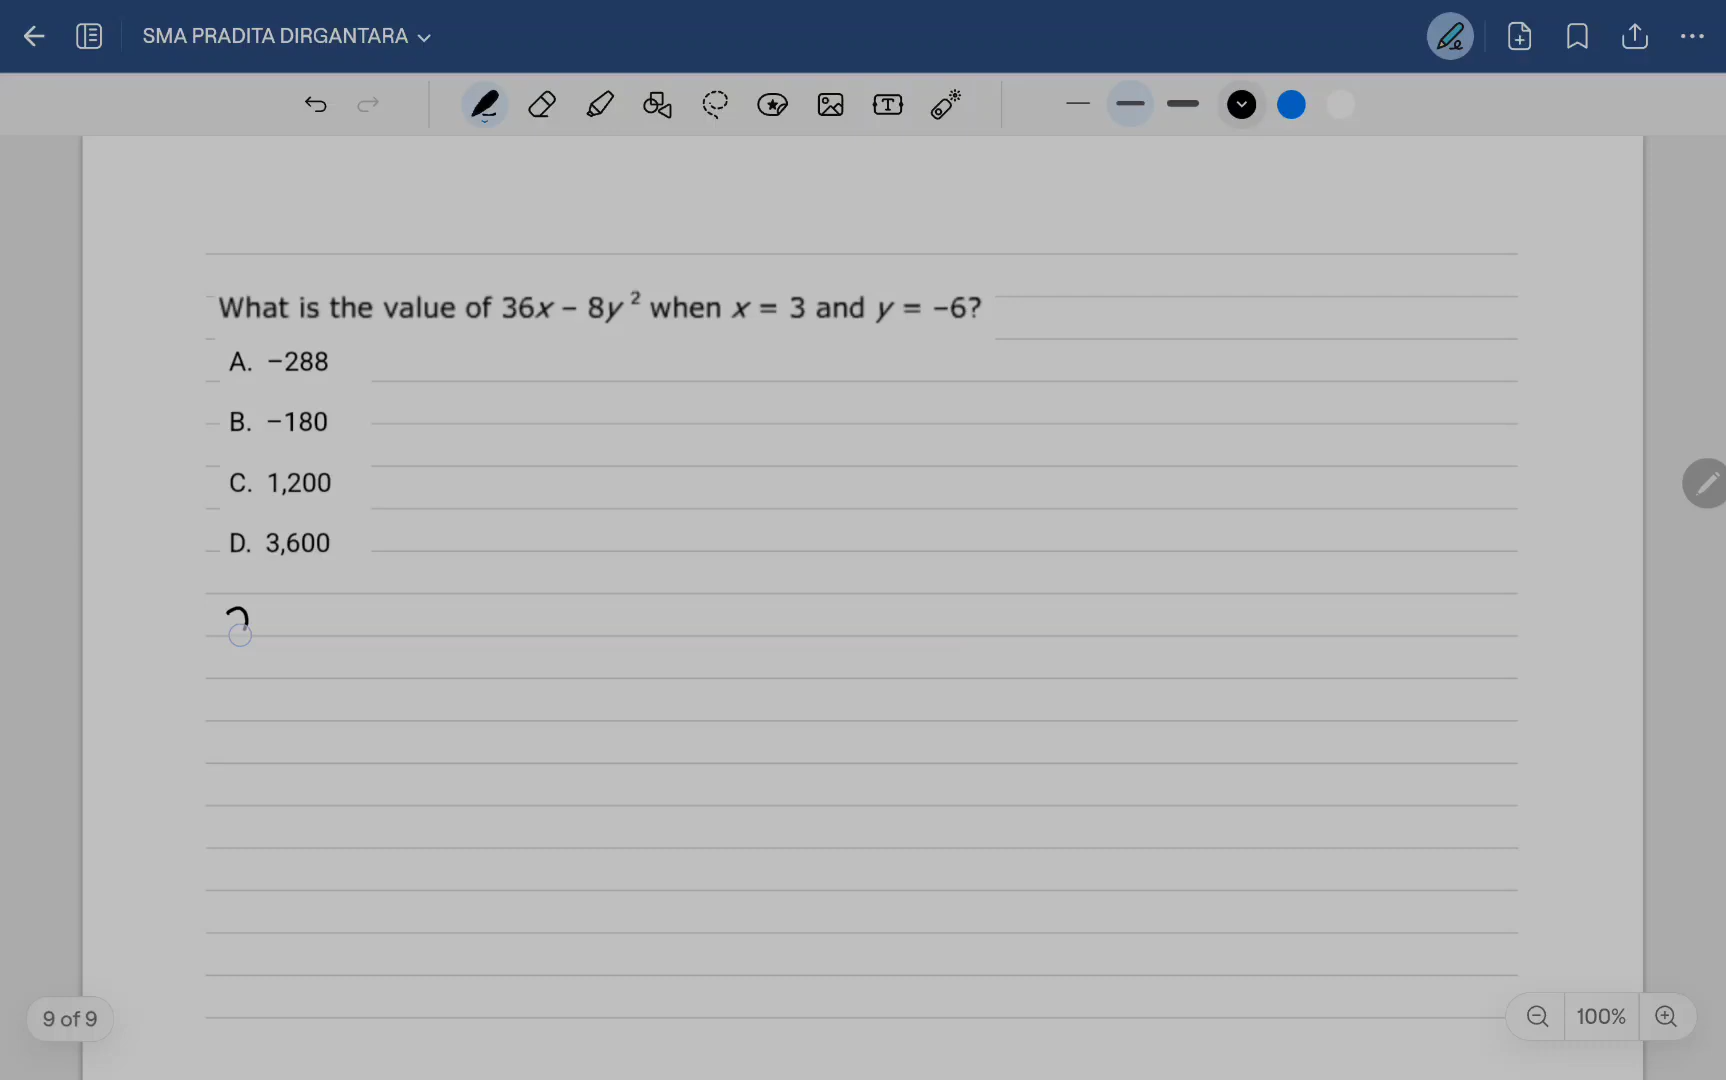 SMA PRADITA DIRGANTARA
What is the value of 36x – 8y² when x = 3 and y = –6?
A. –288
B. –180
C. 1,200
D. 3,600
9 of 9
100%